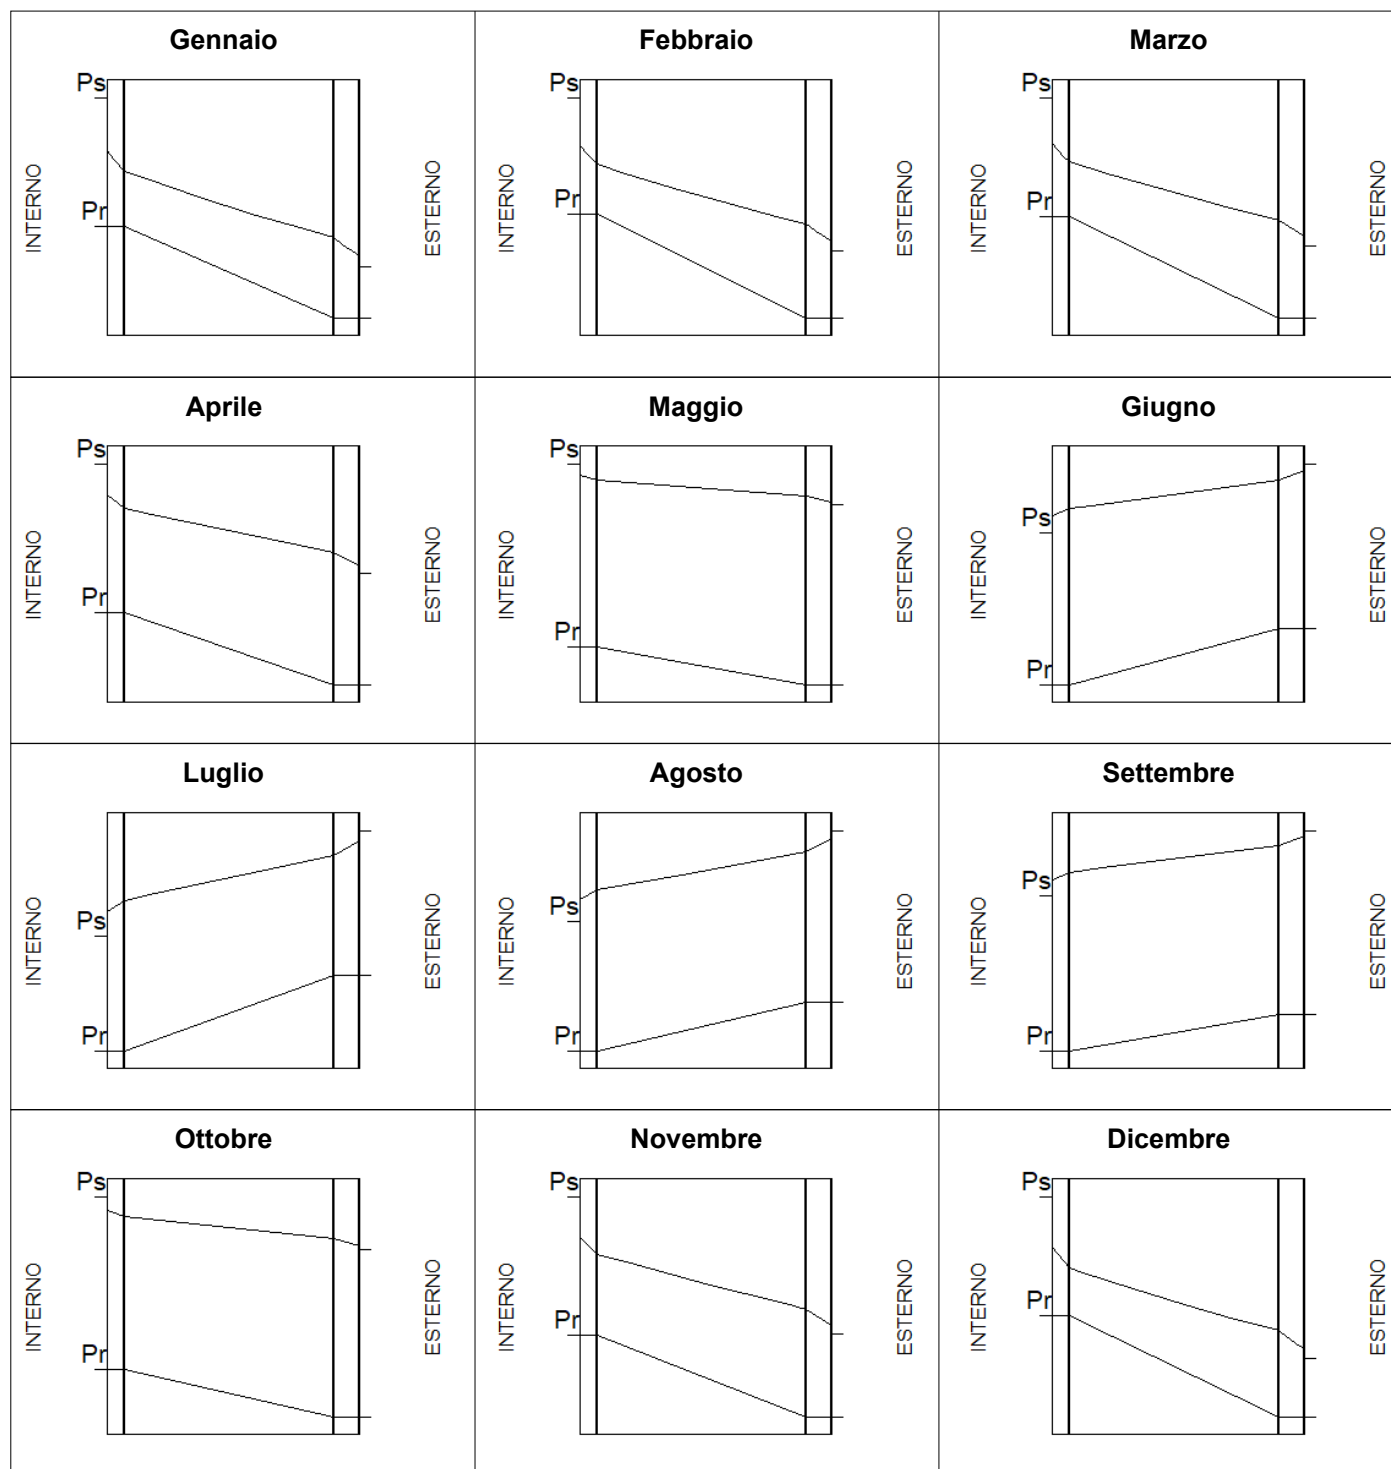 Gennaio
Febbraio
Marzo
Ps
Ps
Ps
INTERNO
Pr
ESTERNO
INTERNO
Pr
ESTERNO
INTERNO
Pr
ESTERNO
Aprile
Maggio
Giugno
Ps
Ps
Ps
INTERNO
Pr
ESTERNO
INTERNO
Pr
ESTERNO
INTERNO
Pr
ESTERNO
Luglio
Agosto
Settembre
Ps
Ps
Ps
INTERNO
Pr
ESTERNO
INTERNO
Pr
ESTERNO
INTERNO
Pr
ESTERNO
Ottobre
Novembre
Dicembre
Ps
Ps
Ps
INTERNO
Pr
ESTERNO
INTERNO
Pr
ESTERNO
INTERNO
Pr
ESTERNO